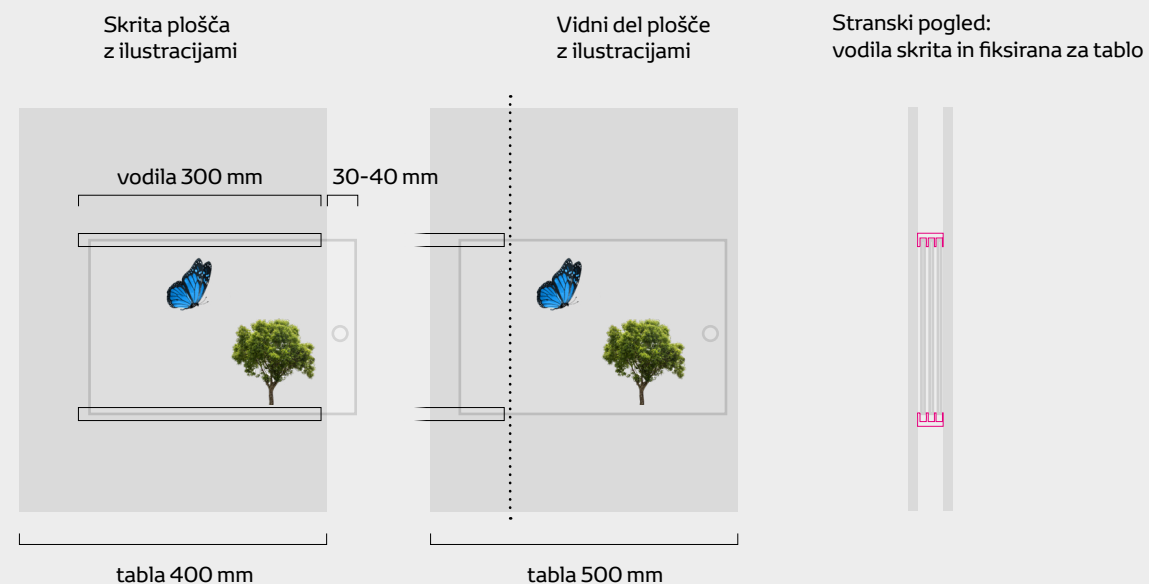 Skrita plošča
z ilustracijami
Vidni del plošče
z ilustracijami
Stranski pogled:
vodila skrita in fiksirana za tablo
vodila 300 mm
30-40 mm
tabla 400 mm
tabla 500 mm